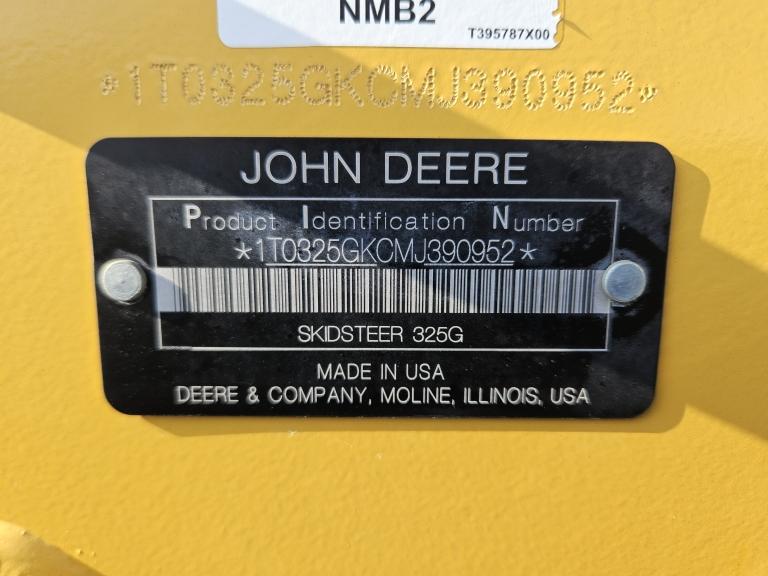 NMB2
T395787X00
*1T0325GKCMJ390952*
JOHN DEERE
Product Identification Number
*1T0325GKCMJ390952*
SKIDSTEER 325G
MADE IN USA
DEERE & COMPANY, MOLINE, ILLINOIS, USA